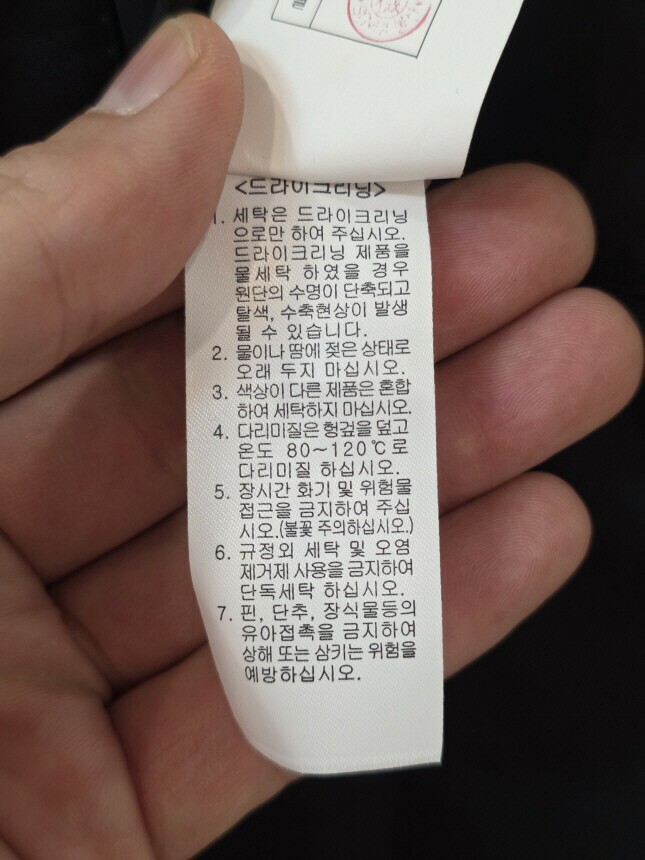 <드라이크리닝>
1. 세탁은 드라이크리닝
으로만 하여 주십시오.
드라이크리닝 제품을
물세탁 하였을 경우
원단의 수명이 단축되고
탈색, 수축현상이 발생
될 수 있습니다.
2. 물이나 땀에 젖은 상태로
오래 두지 마십시오.
3. 색상이 다른 제품은 혼합
하여 세탁하지 마십시오.
4. 다리미질은 헝겊을 덮고
온도 80~120℃로
다리미질 하십시오.
5. 장시간 화기 및 위험물
접근을 금지하여 주십
시오.(불꽃 주의하십시오.)
6. 규정외 세탁 및 오염
제거제 사용을 금지하여
단독세탁 하십시오.
7. 핀, 단추, 장식물등의
유아접촉을 금지하여
상해 또는 삼키는 위험을
예방하십시오.